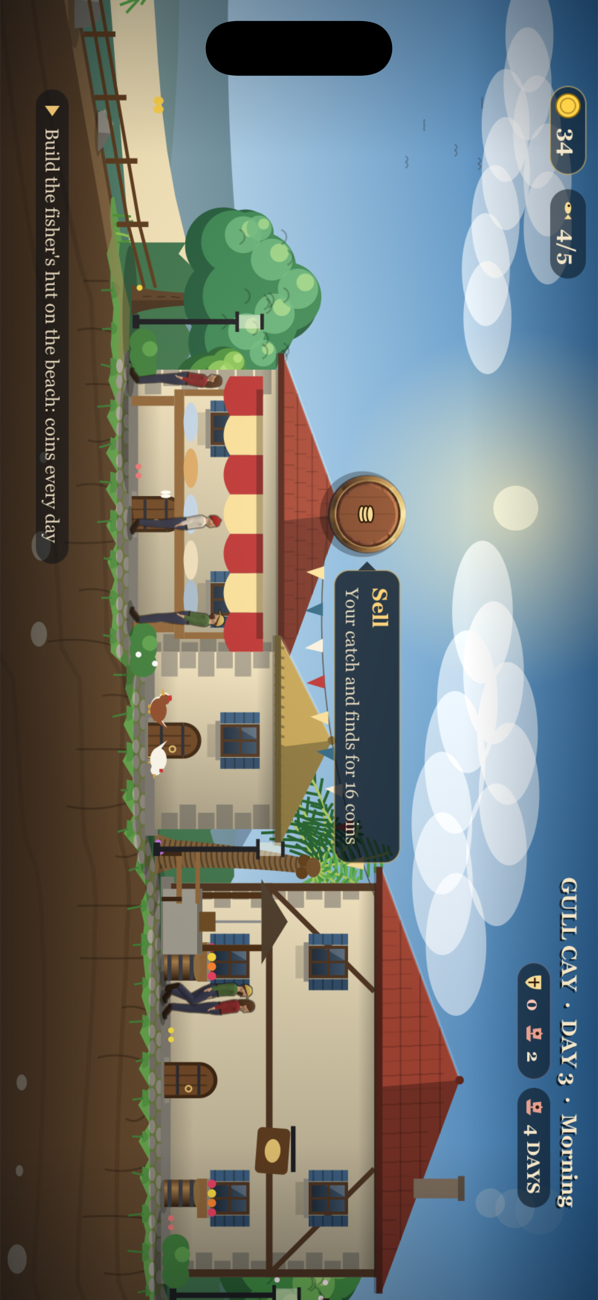 34
4/5
GULL CAY · DAY 3 · Morning
0
2
4 DAYS
Sell
Your catch and finds for 16 coins
Build the fisher's hut on the beach: coins every day